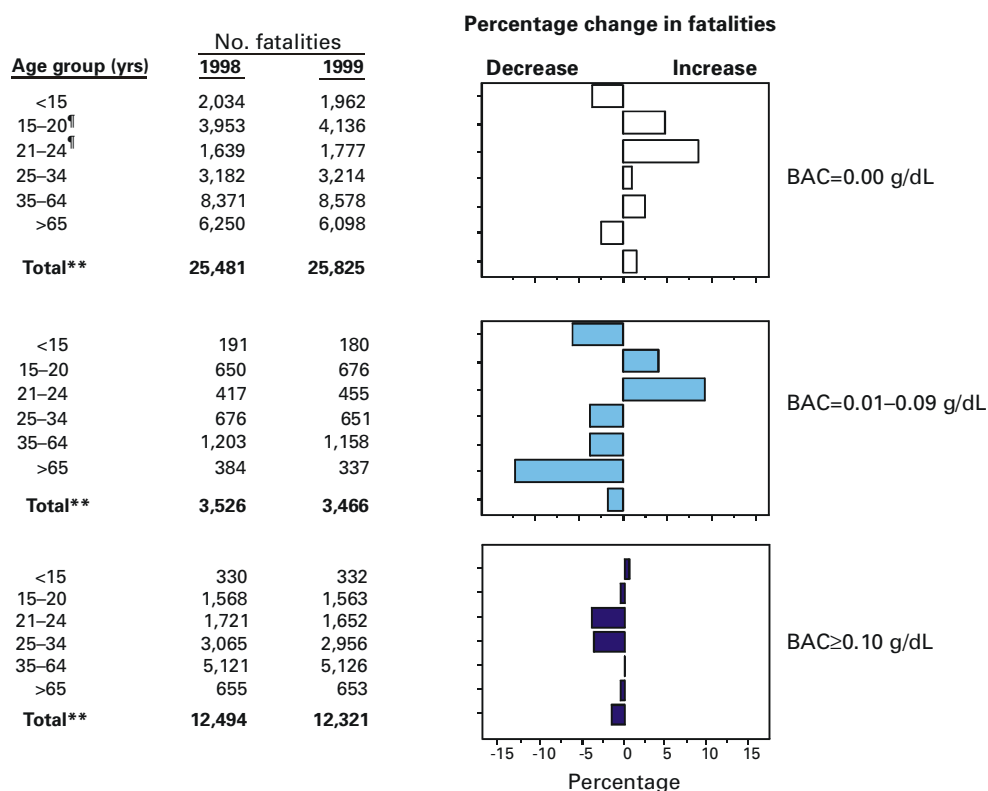 Percentage change in fatalities
No. fatalities
Age group (yrs) 1998 1999 Decrease Increase
<15 2,034 1,962
15–20¶ 3,953 4,136
21–24¶ 1,639 1,777
25–34 3,182 3,214 BAC=0.00 g/dL
35–64 8,371 8,578
>65 6,250 6,098
Total** 25,481 25,825
<15 191 180
15–20 650 676
21–24 417 455 BAC=0.01–0.09 g/dL
25–34 676 651
35–64 1,203 1,158
>65 384 337
Total** 3,526 3,466
<15 330 332
15–20 1,568 1,563
21–24 1,721 1,652
25–34 3,065 2,956 BAC≥0.10 g/dL
35–64 5,121 5,126
>65 655 653
Total** 12,494 12,321
-15 -10 -5 0 5 10 15
Percentage